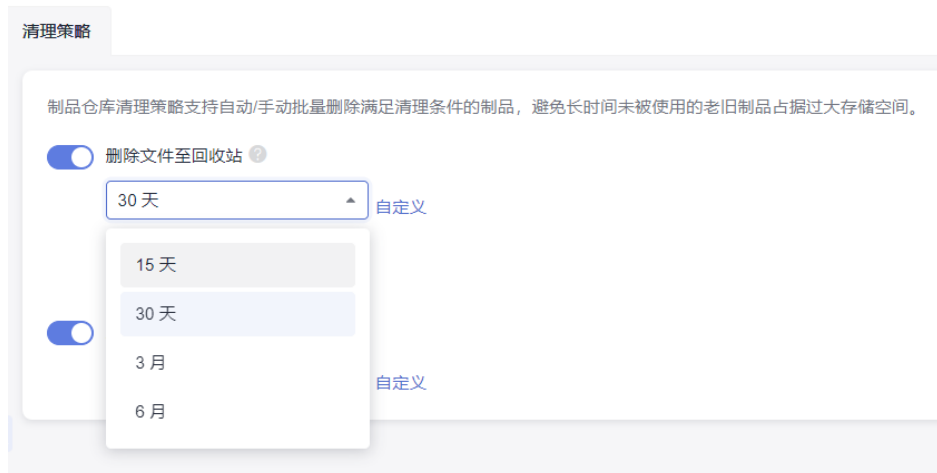 清理策略
制品仓库清理策略支持自动/手动批量删除满足清理条件的制品，避免长时间未被使用的老旧制品占据过大存储空间。
删除文件至回收站 ?
30 天
自定义
15 天
30 天
3 月
自定义
6 月